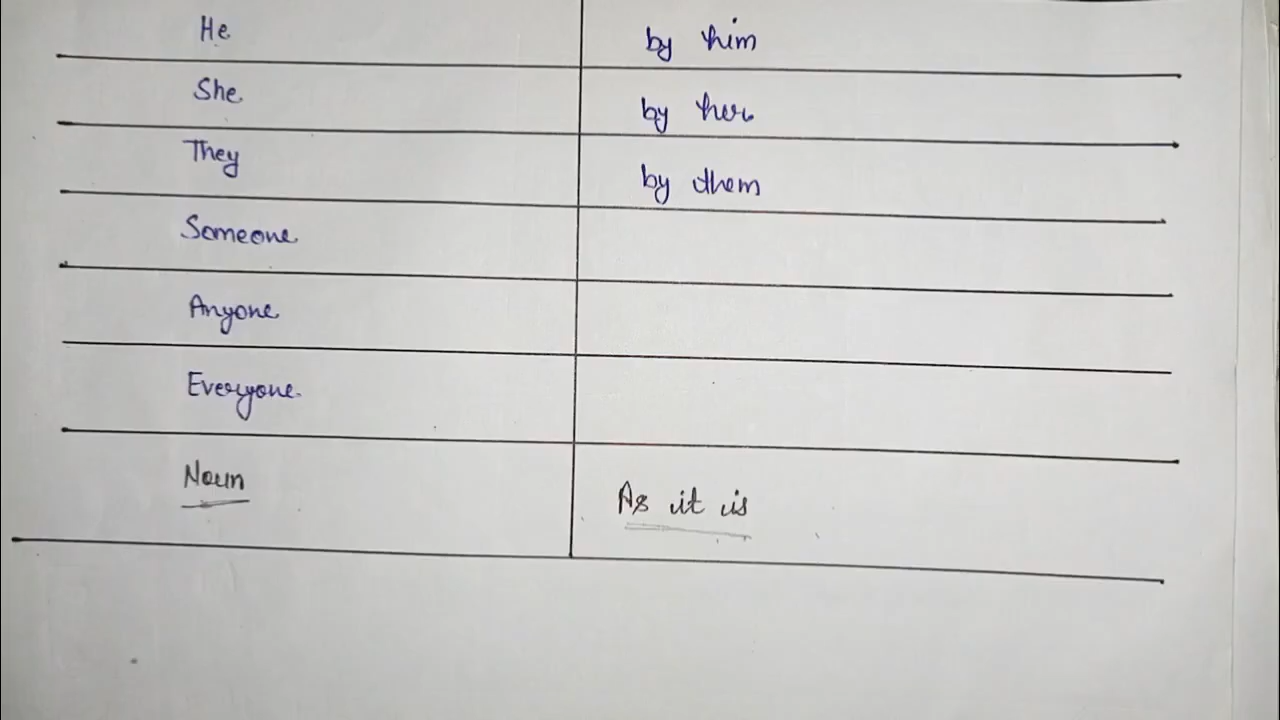 He by him
She by her
They by them
Someone
Anyone
Everyone
Noun As it is